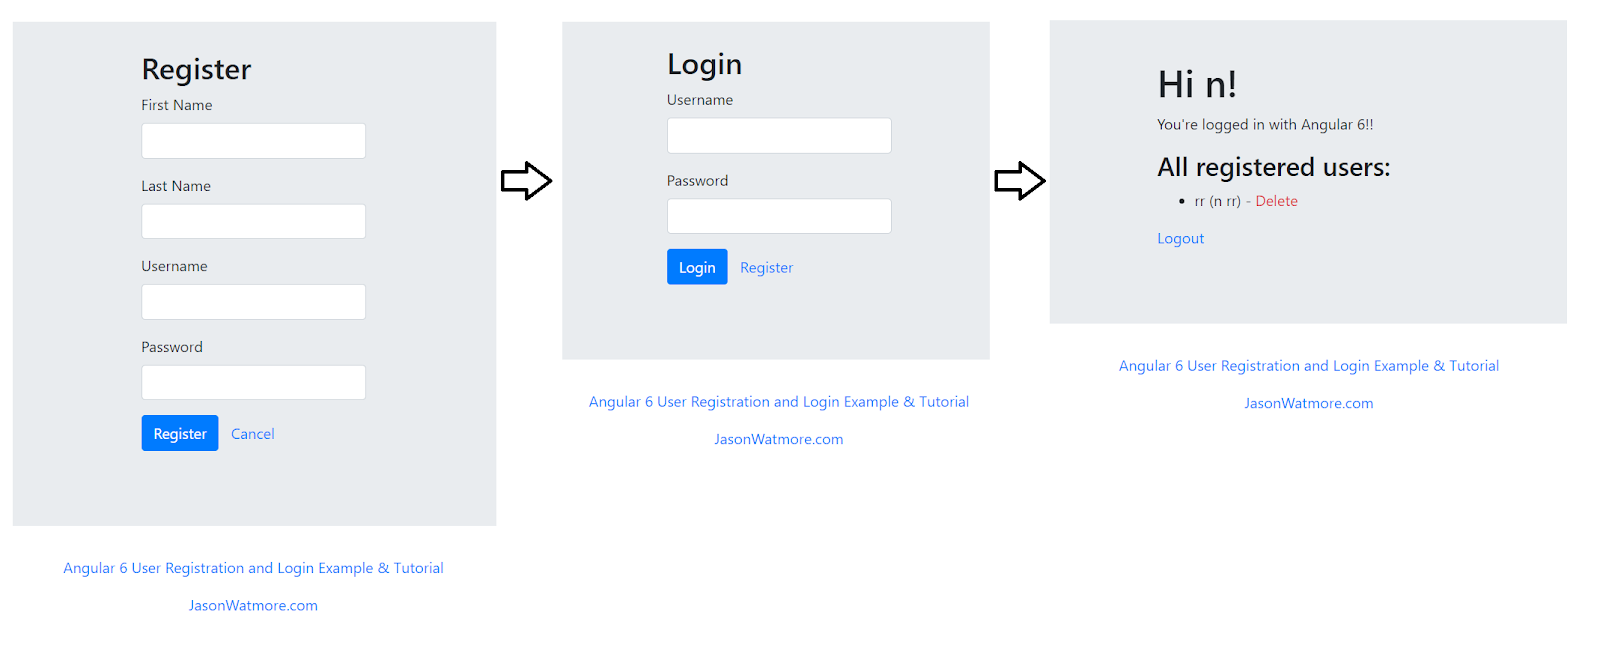 Register
First Name
Last Name
Username
Password
Register Cancel
Angular 6 User Registration and Login Example & Tutorial
JasonWatmore.com
Login
Username
Password
Login Register
Angular 6 User Registration and Login Example & Tutorial
JasonWatmore.com
Hi n!
You're logged in with Angular 6!!
All registered users:
• rr (n rr) - Delete
Logout
Angular 6 User Registration and Login Example & Tutorial
JasonWatmore.com